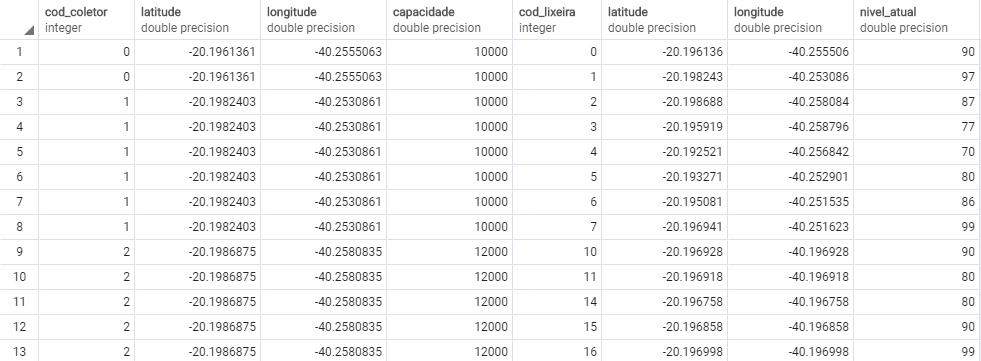 cod_coletor latitude longitude capacidade cod_lixeira latitude longitude nivel_atual
integer double precision double precision double precision integer double precision double precision double precision
1 0 -20.1961361 -40.2555063 10000 0 -20.196136 -40.255506 90
2 0 -20.1961361 -40.2555063 10000 1 -20.198243 -40.253086 97
3 1 -20.1982403 -40.2530861 10000 2 -20.198688 -40.258084 87
4 1 -20.1982403 -40.2530861 10000 3 -20.195919 -40.258796 77
5 1 -20.1982403 -40.2530861 10000 4 -20.192521 -40.256842 70
6 1 -20.1982403 -40.2530861 10000 5 -20.193271 -40.252901 80
7 1 -20.1982403 -40.2530861 10000 6 -20.195081 -40.251535 86
8 1 -20.1982403 -40.2530861 10000 7 -20.196941 -40.251623 99
9 2 -20.1986875 -40.2580835 12000 10 -20.196928 -40.196928 90
10 2 -20.1986875 -40.2580835 12000 11 -20.196918 -40.196918 80
11 2 -20.1986875 -40.2580835 12000 14 -20.196758 -40.196758 80
12 2 -20.1986875 -40.2580835 12000 15 -20.196858 -40.196858 90
13 2 -20.1986875 -40.2580835 12000 16 -20.196998 -40.196998 99